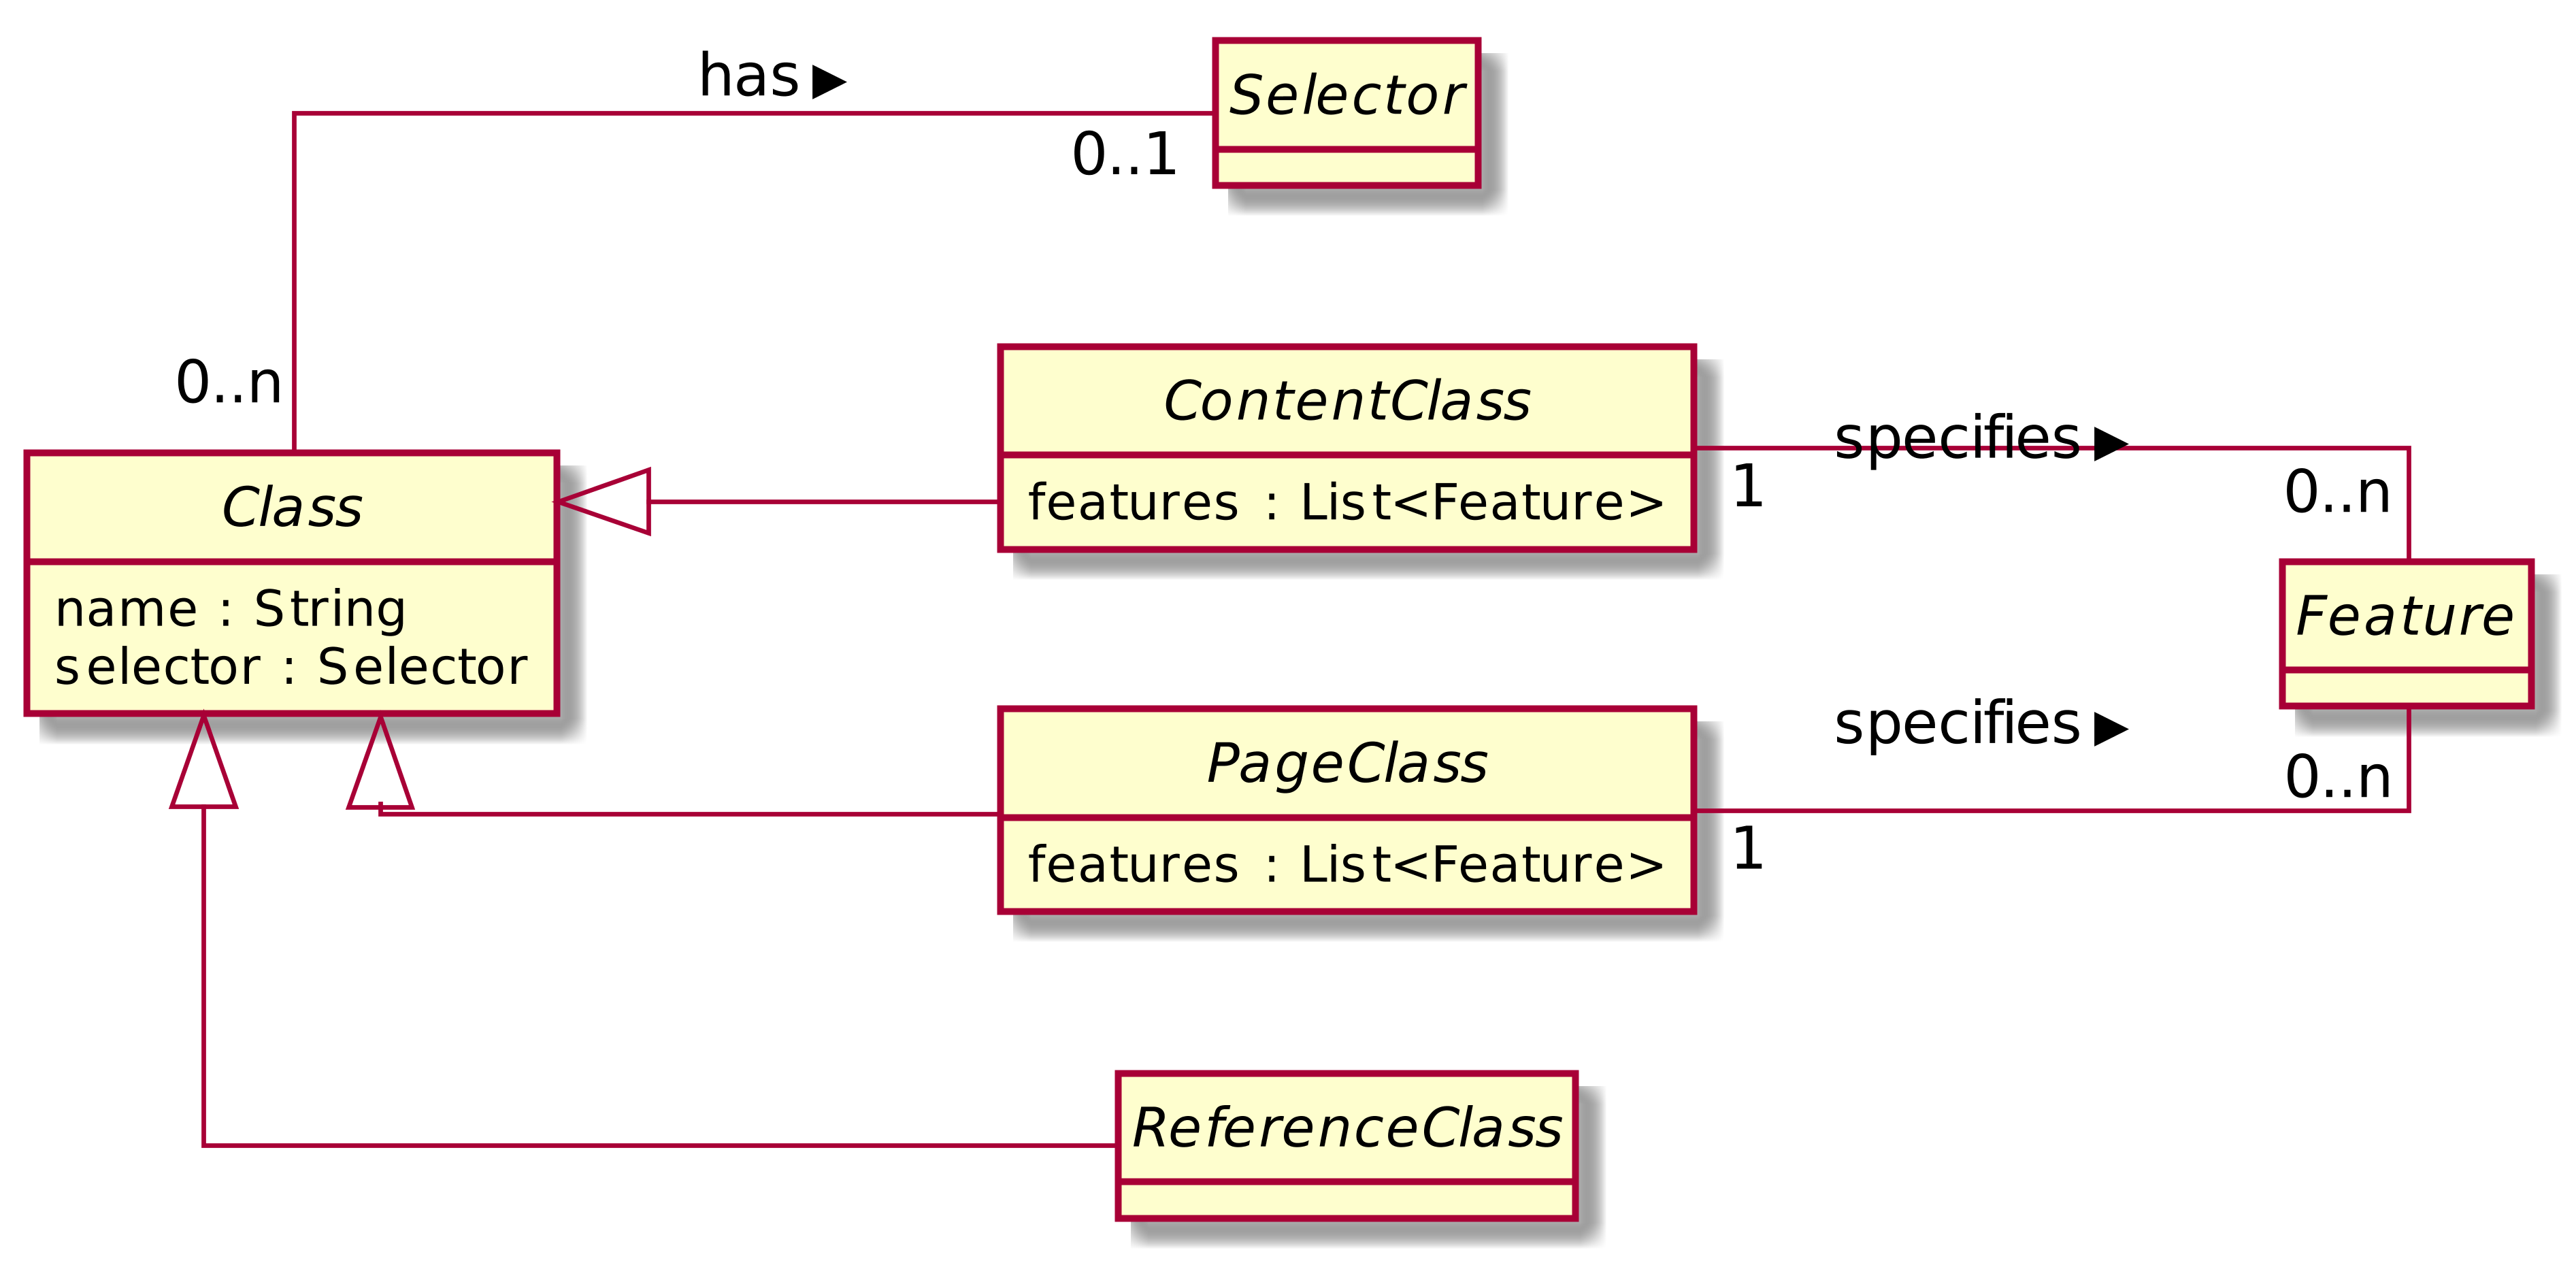 has ▶
Selector
0..1
0..n
ContentClass
features : List<Feature>
specifies ▶
1
0..n
Class
name : String
selector : Selector
Feature
PageClass
features : List<Feature>
specifies ▶
0..n
1
ReferenceClass